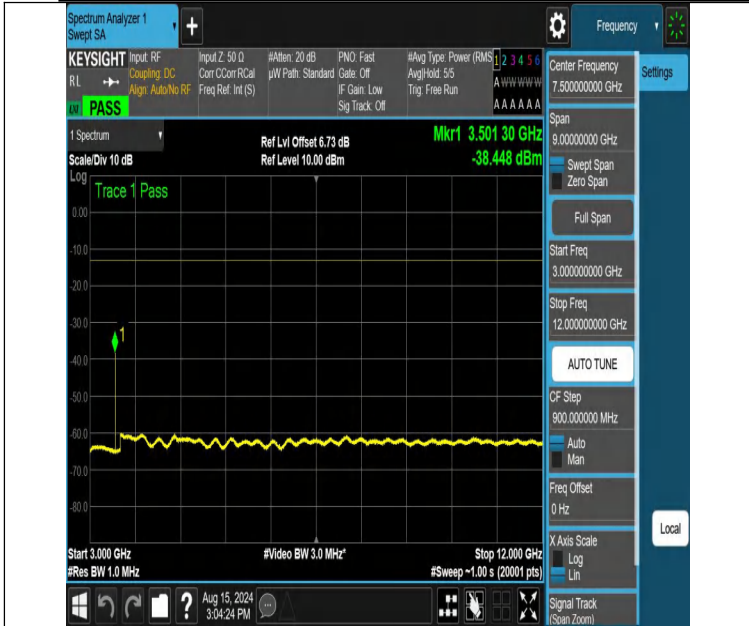 Spectrum Analyzer 1
Swept SA
+
Frequency
KEYSIGHT
RL
PASS
Input: RF
Coupling: DC
Align: Auto/No RF
Input Z: 50 Ω
Corr CCorr RCal
Freq Ref: Int (S)
#Atten: 20 dB
µW Path: Standard
PNO: Fast
Gate: Off
IF Gain: Low
Sig Track: Off
#Avg Type: Power (RMS
Avg|Hold: 5/5
Trig: Free Run
1 2 3 4 5 6
A W W W W W
A A A A A A
1 Spectrum
Scale/Div 10 dB
Ref Lvl Offset 6.73 dB
Ref Level 10.00 dBm
Mkr1 3.501 30 GHz
-38.448 dBm
Log
Trace 1 Pass
0.00
-10.0
-20.0
-30.0
1
-40.0
-50.0
-60.0
-70.0
-80.0
Start 3.000 GHz
#Res BW 1.0 MHz
#Video BW 3.0 MHz*
Stop 12.000 GHz
#Sweep ~1.00 s (20001 pts)
?
Aug 15, 2024
3:04:24 PM
Center Frequency
7.500000000 GHz
Settings
Span
9.00000000 GHz
Swept Span
Zero Span
Full Span
Start Freq
3.000000000 GHz
Stop Freq
12.000000000 GHz
AUTO TUNE
CF Step
900.000000 MHz
Auto
Man
Freq Offset
0 Hz
X Axis Scale
Log
Lin
Local
Signal Track
(Span Zoom)